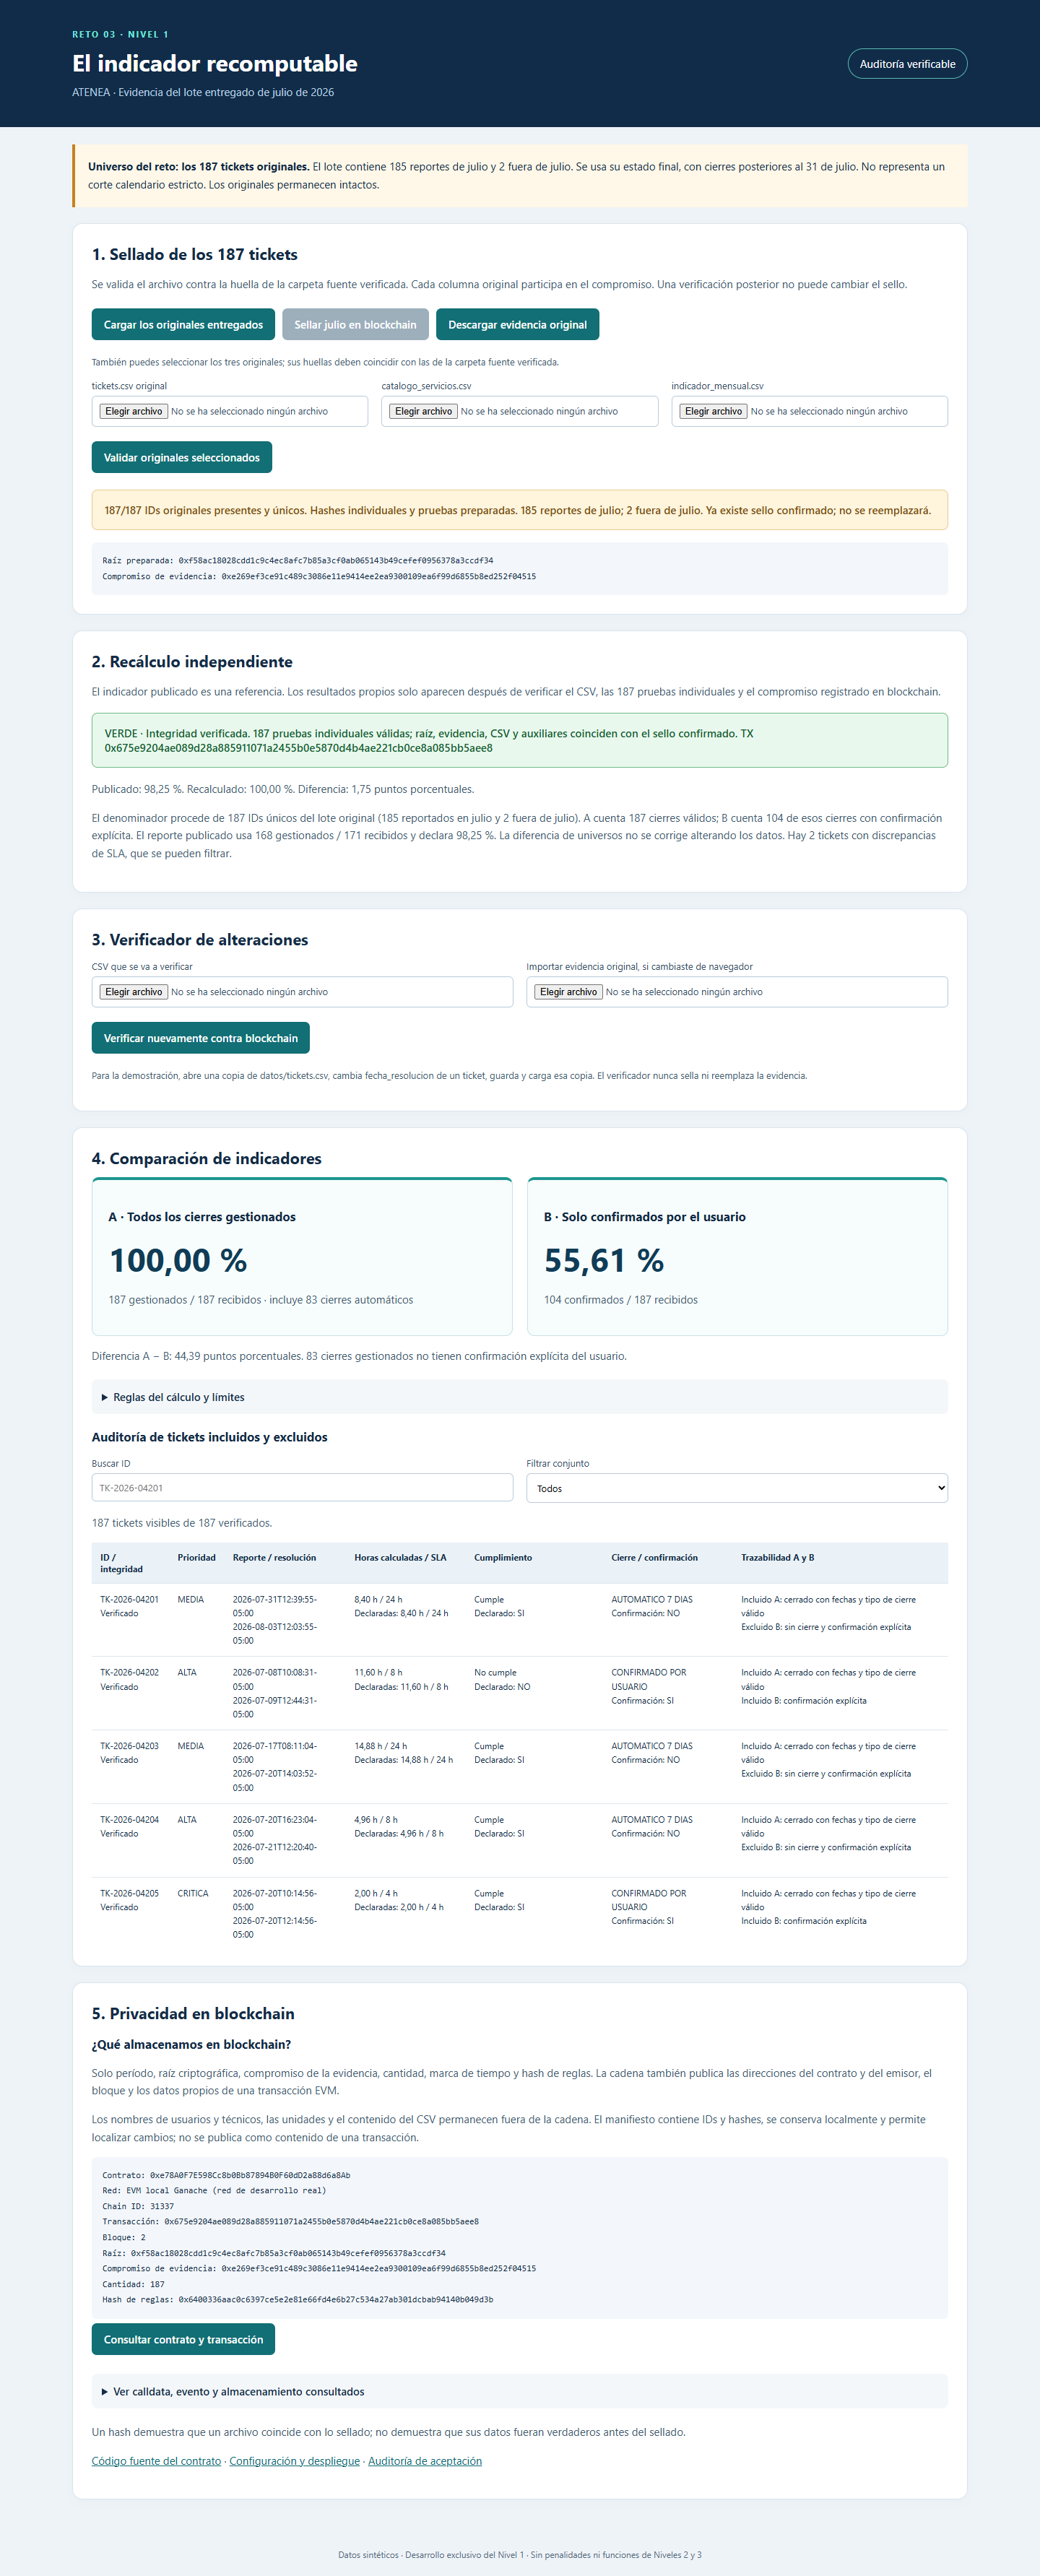 RETO 03 · NIVEL 1
El indicador recomputable
ATENEA · Evidencia del lote entregado de julio de 2026
Auditoría verificable
Universo del reto: los 187 tickets originales. El lote contiene 185 reportes de julio y 2 fuera de julio. Se usa su estado final, con cierres posteriores al 31 de julio. No representa un
corte calendario estricto. Los originales permanecen intactos.
1. Sellado de los 187 tickets
Se valida el archivo contra la huella de la carpeta fuente verificada. Cada columna original participa en el compromiso. Una verificación posterior no puede cambiar el sello.
Cargar los originales entregados
Sellar julio en blockchain
Descargar evidencia original
También puedes seleccionar los tres originales; sus huellas deben coincidir con las de la carpeta fuente verificada.
tickets.csv original
catalogo_servicios.csv
indicador_mensual.csv
Elegir archivo No se ha seleccionado ningún archivo
Elegir archivo No se ha seleccionado ningún archivo
Elegir archivo No se ha seleccionado ningún archivo
Validar originales seleccionados
187/187 IDs originales presentes y únicos. Hashes individuales y pruebas preparadas. 185 reportes de julio; 2 fuera de julio. Ya existe sello confirmado; no se reemplazará.
Raíz preparada: 0xf58ac18028cdd1c9c4ec8afc7b85a3cf0ab065143b49cefef0956378a3ccdf34
Compromiso de evidencia: 0xe269ef3ce91c489c3086e11e9414ee2ea9300109ea6f99d6855b8ed252f04515
2. Recálculo independiente
El indicador publicado es una referencia. Los resultados propios solo aparecen después de verificar el CSV, las 187 pruebas individuales y el compromiso registrado en blockchain.
VERDE · Integridad verificada. 187 pruebas individuales válidas; raíz, evidencia, CSV y auxiliares coinciden con el sello confirmado. TX
0x675e9204ae089d28a885911071a2455b0e5870d4b4ae221cb0ce8a085bb5aee8
Publicado: 98,25 %. Recalculado: 100,00 %. Diferencia: 1,75 puntos porcentuales.
El denominador procede de 187 IDs únicos del lote original (185 reportados en julio y 2 fuera de julio). A cuenta 187 cierres válidos; B cuenta 104 de esos cierres con confirmación
explícita. El reporte publicado usa 168 gestionados / 171 recibidos y declara 98,25 %. La diferencia de universos no se corrige alterando los datos. Hay 2 tickets con discrepancias
de SLA, que se pueden filtrar.
3. Verificador de alteraciones
CSV que se va a verificar
Importar evidencia original, si cambiaste de navegador
Elegir archivo No se ha seleccionado ningún archivo
Elegir archivo No se ha seleccionado ningún archivo
Verificar nuevamente contra blockchain
Para la demostración, abre una copia de datos/tickets.csv, cambia fecha_resolucion de un ticket, guarda y carga esa copia. El verificador nunca sella ni reemplaza la evidencia.
4. Comparación de indicadores
A · Todos los cierres gestionados
100,00 %
187 gestionados / 187 recibidos · incluye 83 cierres automáticos
B · Solo confirmados por el usuario
55,61 %
104 confirmados / 187 recibidos
Diferencia A − B: 44,39 puntos porcentuales. 83 cierres gestionados no tienen confirmación explícita del usuario.
▶ Reglas del cálculo y límites
Auditoría de tickets incluidos y excluidos
Buscar ID
Filtrar conjunto
TK-2026-04201
Todos
187 tickets visibles de 187 verificados.
ID / integridad Prioridad Reporte / resolución Horas calculadas / SLA Cumplimiento Cierre / confirmación Trazabilidad A y B
TK-2026-04201 MEDIA 2026-07-31T12:39:55- 8,40 h / 24 h Cumple AUTOMATICO 7 DIAS Incluido A: cerrado con fechas y tipo de cierre
Verificado 05:00 Declaradas: 8,40 h / 24 h Declarado: SI Confirmación: NO válido
2026-08-03T12:03:55- Excluido B: sin cierre y confirmación explícita
05:00
TK-2026-04202 ALTA 2026-07-08T10:08:31- 11,60 h / 8 h No cumple CONFIRMADO POR Incluido A: cerrado con fechas y tipo de cierre
Verificado 05:00 Declaradas: 11,60 h / 8 h Declarado: NO USUARIO válido
2026-07-09T12:44:31- Confirmación: SI Incluido B: confirmación explícita
05:00
TK-2026-04203 MEDIA 2026-07-17T08:11:04- 14,88 h / 24 h Cumple AUTOMATICO 7 DIAS Incluido A: cerrado con fechas y tipo de cierre
Verificado 05:00 Declaradas: 14,88 h / 24 h Declarado: SI Confirmación: NO válido
2026-07-20T14:03:52- Excluido B: sin cierre y confirmación explícita
05:00
TK-2026-04204 ALTA 2026-07-20T16:23:04- 4,96 h / 8 h Cumple AUTOMATICO 7 DIAS Incluido A: cerrado con fechas y tipo de cierre
Verificado 05:00 Declaradas: 4,96 h / 8 h Declarado: SI Confirmación: NO válido
2026-07-21T12:20:40- Excluido B: sin cierre y confirmación explícita
05:00
TK-2026-04205 CRITICA 2026-07-20T10:14:56- 2,00 h / 4 h Cumple CONFIRMADO POR Incluido A: cerrado con fechas y tipo de cierre
Verificado 05:00 Declaradas: 2,00 h / 4 h Declarado: SI USUARIO válido
2026-07-20T12:14:56- Confirmación: SI Incluido B: confirmación explícita
05:00
5. Privacidad en blockchain
¿Qué almacenamos en blockchain?
Solo período, raíz criptográfica, compromiso de la evidencia, cantidad, marca de tiempo y hash de reglas. La cadena también publica las direcciones del contrato y del emisor, el
bloque y los datos propios de una transacción EVM.
Los nombres de usuarios y técnicos, las unidades y el contenido del CSV permanecen fuera de la cadena. El manifiesto contiene IDs y hashes, se conserva localmente y permite
localizar cambios; no se publica como contenido de una transacción.
Contrato: 0xe78A0F7E598Cc8b0Bb87894B0F60dD2a88d6a8Ab
Red: EVM local Ganache (red de desarrollo real)
Chain ID: 31337
Transacción: 0x675e9204ae089d28a885911071a2455b0e5870d4b4ae221cb0ce8a085bb5aee8
Bloque: 2
Raíz: 0xf58ac18028cdd1c9c4ec8afc7b85a3cf0ab065143b49cefef0956378a3ccdf34
Compromiso de evidencia: 0xe269ef3ce91c489c3086e11e9414ee2ea9300109ea6f99d6855b8ed252f04515
Cantidad: 187
Hash de reglas: 0x6400336aac0c6397ce5e2e81e66fd4e6b27c534a27ab301dcbab94140b049d3b
Consultar contrato y transacción
▶ Ver calldata, evento y almacenamiento consultados
Un hash demuestra que un archivo coincide con lo sellado; no demuestra que sus datos fueran verdaderos antes del sellado.
Código fuente del contrato · Configuración y despliegue · Auditoría de aceptación
Datos sintéticos · Desarrollo exclusivo del Nivel 1 · Sin penalidades ni funciones de Niveles 2 y 3